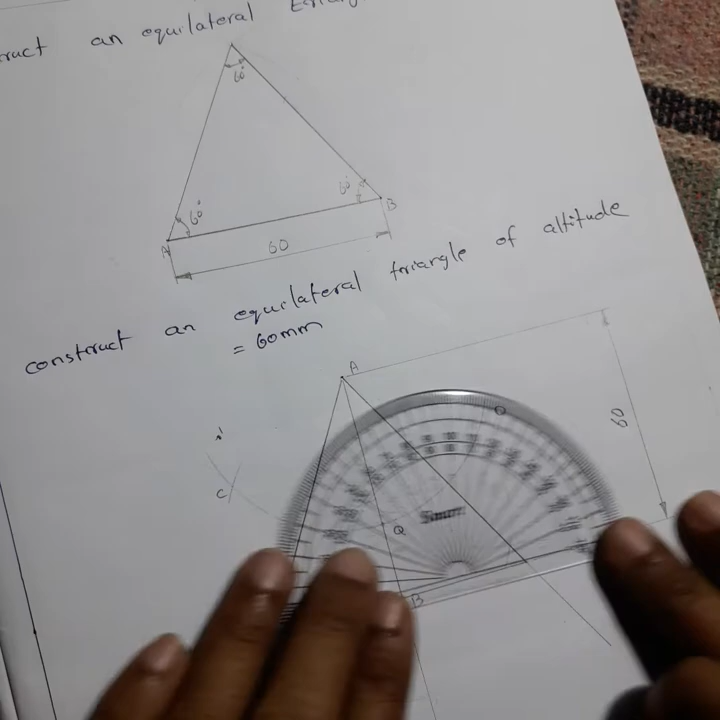 an equilateral
60°
60°
60°
A
B
60
construct an equilateral triangle of altitude
= 60mm
A
60
C
Q
B